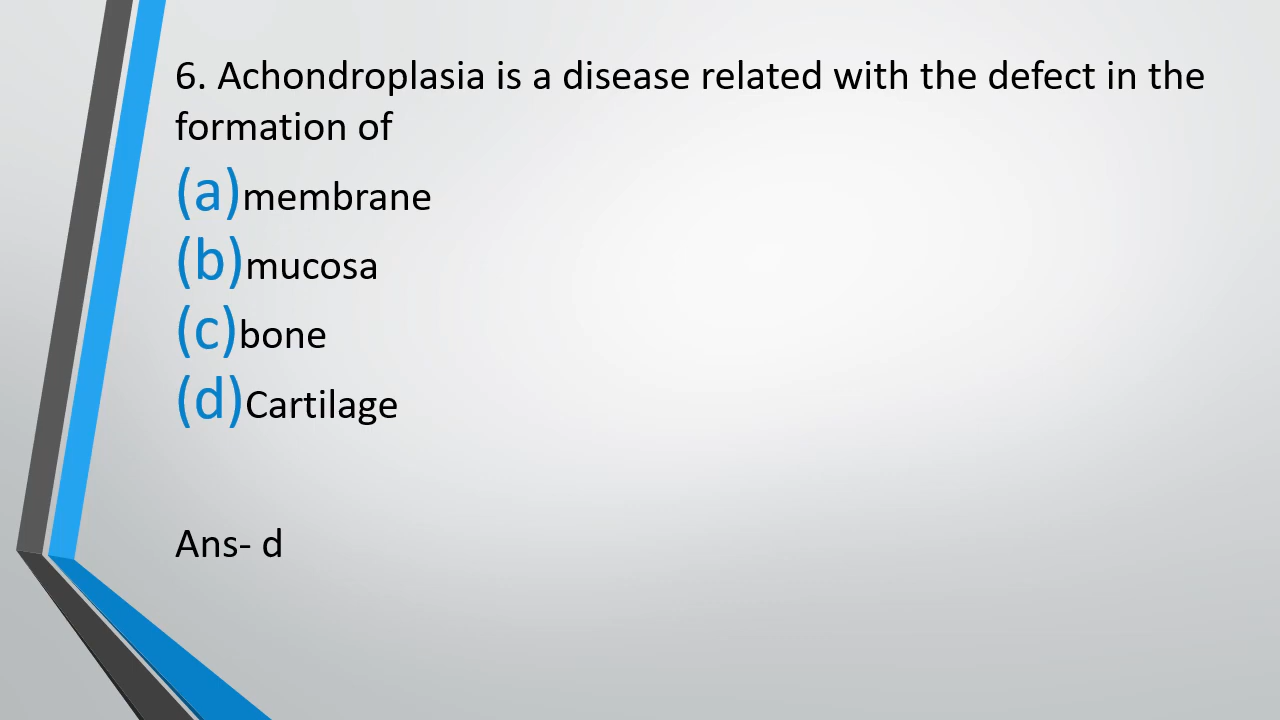 6. Achondroplasia is a disease related with the defect in the
formation of
(a)membrane
(b)mucosa
(c)bone
(d)Cartilage
Ans- d